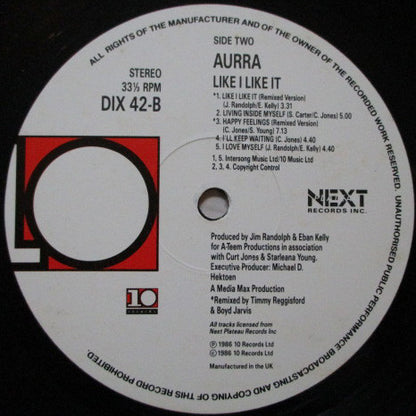 ALL RIGHTS OF THE MANUFACTURER AND OF THE OWNER OF THE RECORDED WORK RESERVED. UNAUTHORISED PUBLIC PERFORMANCE BROADCASTING AND COPYING OF THIS RECORD PROHIBITED.
SIDE TWO
STEREO
33⅓ RPM
DIX 42-B
AURRA
LIKE I LIKE IT
*1. LIKE I LIKE IT (Remixed Version)
(J. Randolph/E. Kelly) 3.31
2. LIVING INSIDE MYSELF (S. Carter/C. Jones) 5.00
*3. HAPPY FEELINGS (Remixed Version)
(C. Jones/S. Young) 7.13
4. I'LL KEEP WAITING (C. Jones) 4.40
5. I LOVE MYSELF (J. Randolph/E. Kelly) 4.40
1, 5. Intersong Music Ltd/10 Music Ltd
2, 3, 4. Copyright Control
10
NEXT
RECORDS INC.
Produced by Jim Randolph & Eban Kelly
for A-Teem Productions in association
with Curt Jones & Starleana Young.
Executive Producer: Michael D.
Hektoen
A Media Max Production
*Remixed by Timmy Reggisford
& Boyd Jarvis
10
records
All tracks licensed from
Next Plateau Records Inc
℗ 1986 10 Records Ltd
© 1986 10 Records Ltd
Manufactured in the UK